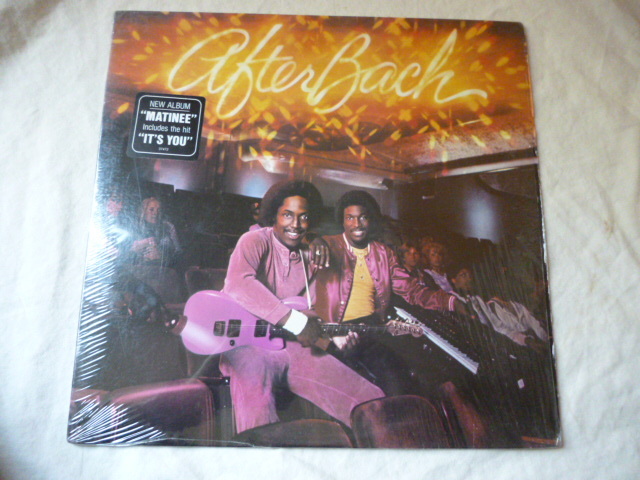 AfterBach
NEW ALBUM
"MATINEE"
includes the hit
"IT'S YOU"